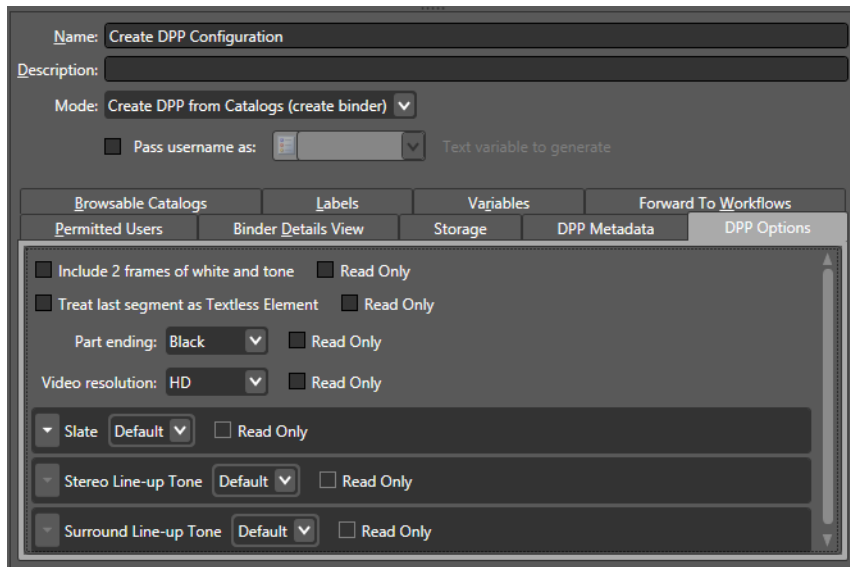 Name: Create DPP Configuration
Description:
Mode: Create DPP from Catalogs (create binder)
Pass username as: Text variable to generate
Browsable Catalogs Labels Variables Forward To Workflows
Permitted Users Binder Details View Storage DPP Metadata DPP Options
Include 2 frames of white and tone Read Only
Treat last segment as Textless Element Read Only
Part ending: Black Read Only
Video resolution: HD Read Only
Slate Default Read Only
Stereo Line-up Tone Default Read Only
Surround Line-up Tone Default Read Only